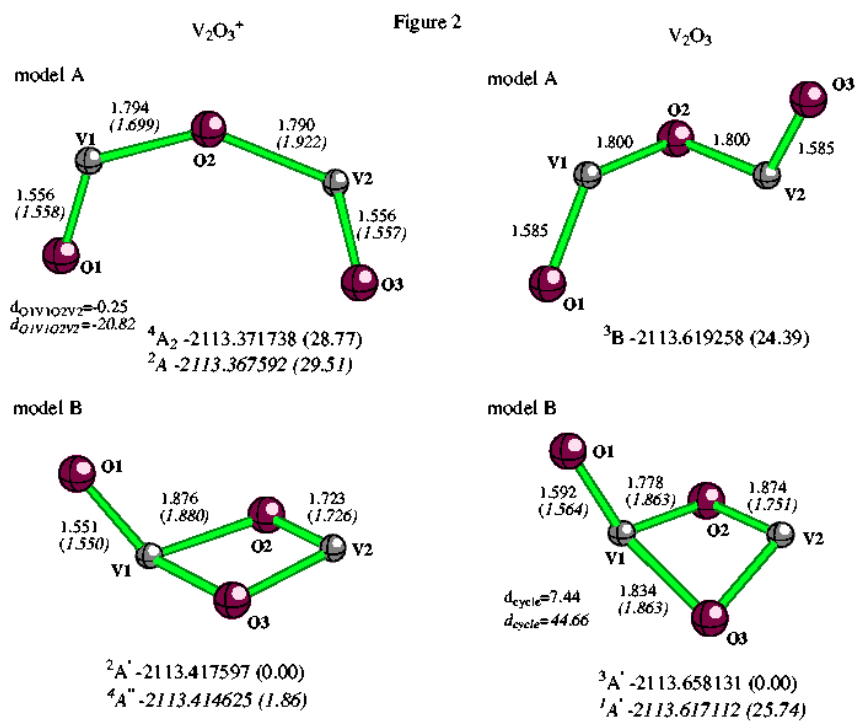 Figure 2
V₂O₃⁺
V₂O₃
model A
1.794
(1.699)
1.790
(1.922)
V1
O2
V2
1.556
(1.558)
1.556
(1.557)
O1
O3
dO1V1O2V2=-0.25
dO1V1O2V2=-20.82
⁴A₂ -2113.371738 (28.77)
²A -2113.367592 (29.51)
model A
O3
O2
1.800
1.800
V1
1.585
V2
1.585
O1
³B -2113.619258 (24.39)
model B
O1
1.876
(1.880)
1.723
(1.726)
1.551
(1.550)
O2
V2
V1
O3
²A' -2113.417597 (0.00)
⁴A" -2113.414625 (1.86)
model B
O1
1.778
(1.863)
1.874
(1.751)
1.592
(1.564)
O2
V2
V1
1.834
(1.863)
dcycle=7.44
dcycle=44.66
O3
³A' -2113.658131 (0.00)
¹A' -2113.617112 (25.74)